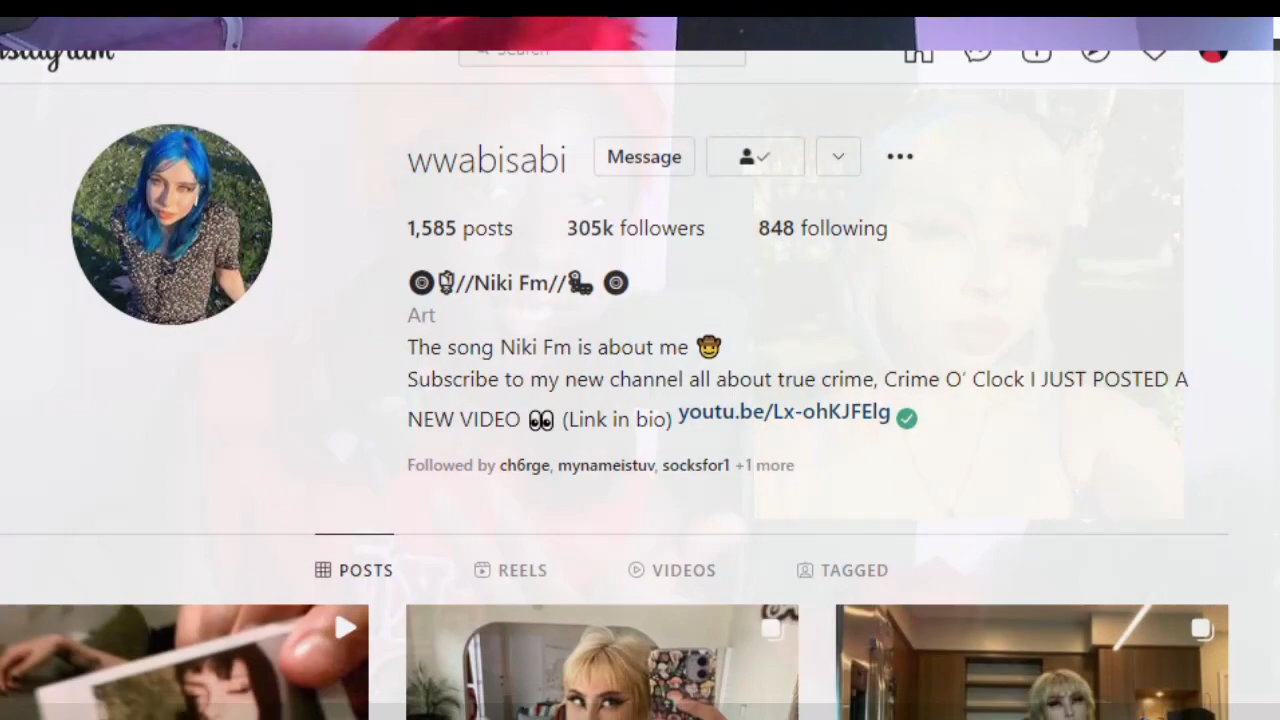 Instagram
Search
wwabisabi Message
1,585 posts 305k followers 848 following
//Niki Fm//
Art
The song Niki Fm is about me 🤠
Subscribe to my new channel all about true crime, Crime O' Clock I JUST POSTED A
NEW VIDEO 👀 (Link in bio) youtu.be/Lx-ohKJFElg
Followed by ch6rge, mynameistuv, socksfor1 +1 more
POSTS REELS VIDEOS TAGGED